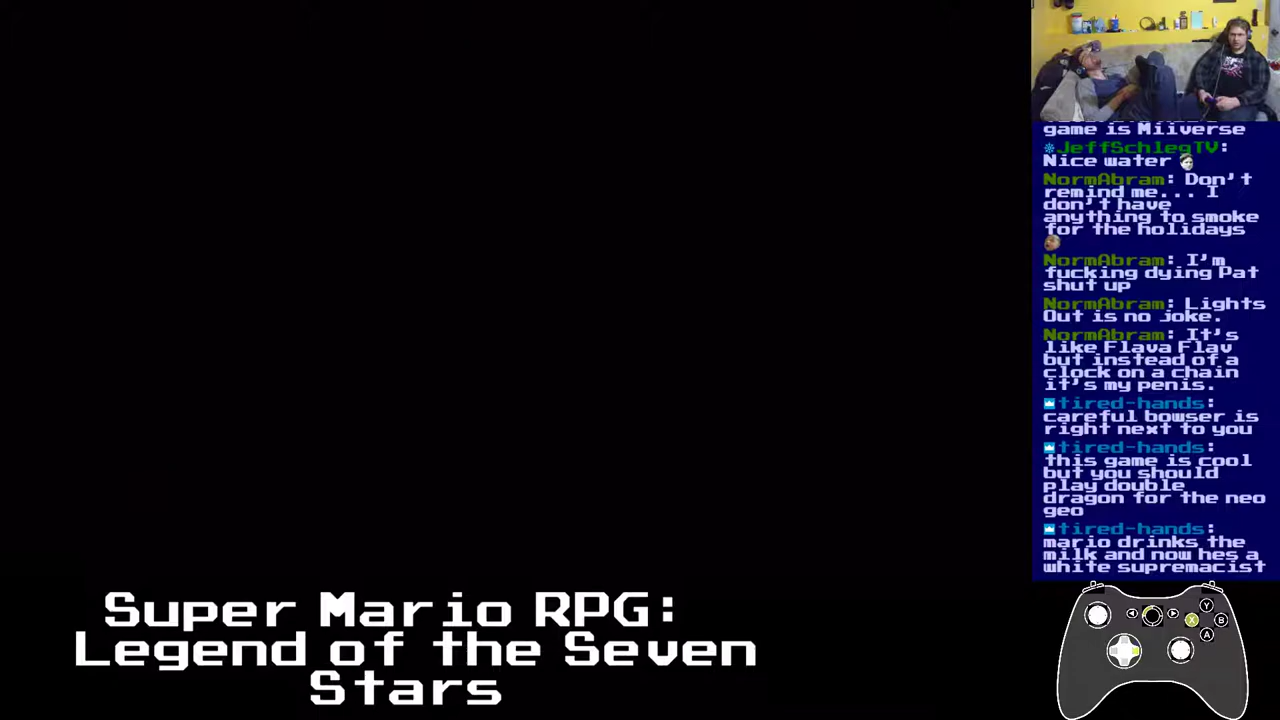 game is Miiverse
JeffSchlegTV:
Nice water
NormAbram: Don't
remind me... I
don't have
anything to smoke
for the holidays
NormAbram: I'm
fucking dying Pat
shut up
NormAbram: Lights
Out is no joke.
NormAbram: It's
like Flava Flav
but instead of a
clock on a chain
it's my penis.
tired-hands:
careful bowser is
right next to you
tired-hands:
this game is cool
but you should
play double
dragon for the neo
geo
tired-hands:
mario drinks the
milk and now hes a
white supremacist
Super Mario RPG:
Legend of the Seven
Stars
Y
X
B
A